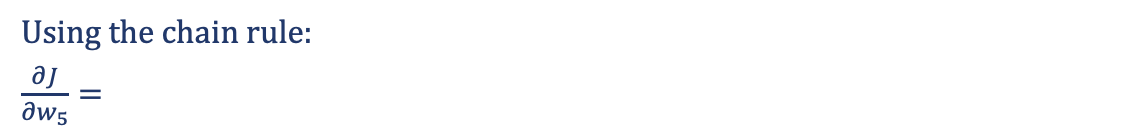 Using the chain rule:
∂J/∂w₅ =